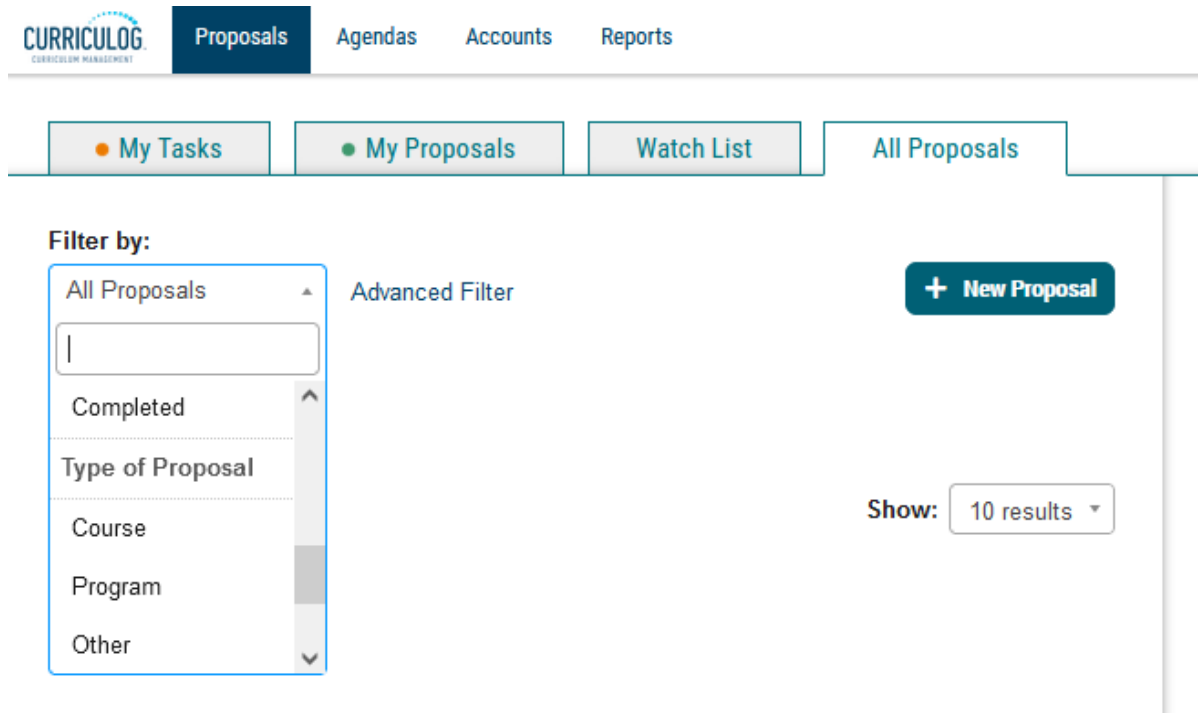 CURRICULOG
CURRICULUM MANAGEMENT
Proposals
Agendas
Accounts
Reports
My Tasks
My Proposals
Watch List
All Proposals
Filter by:
All Proposals
Advanced Filter
+ New Proposal
Completed
Type of Proposal
Course
Program
Other
Show:
10 results